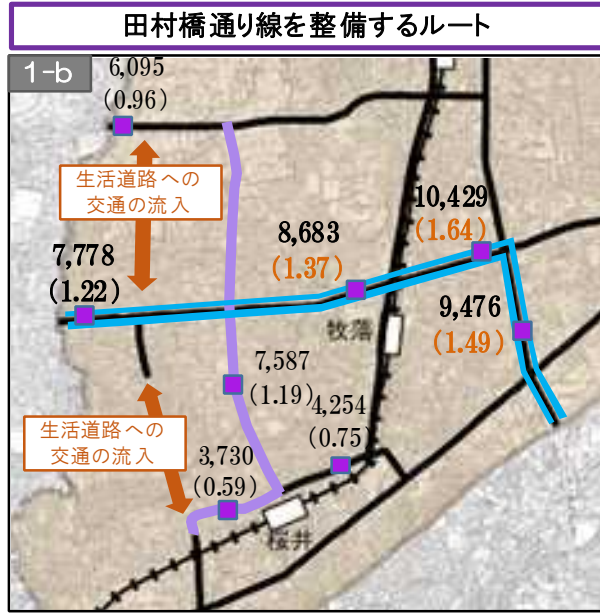 田村橋通り線を整備するルート
1-b
6,095
(0.96)
生活道路への
交通の流入
7,778
(1.22)
8,683
(1.37)
10,429
(1.64)
9,476
(1.49)
牧落
7,587
(1.19)
4,254
(0.75)
生活道路への
交通の流入
3,730
(0.59)
桜井